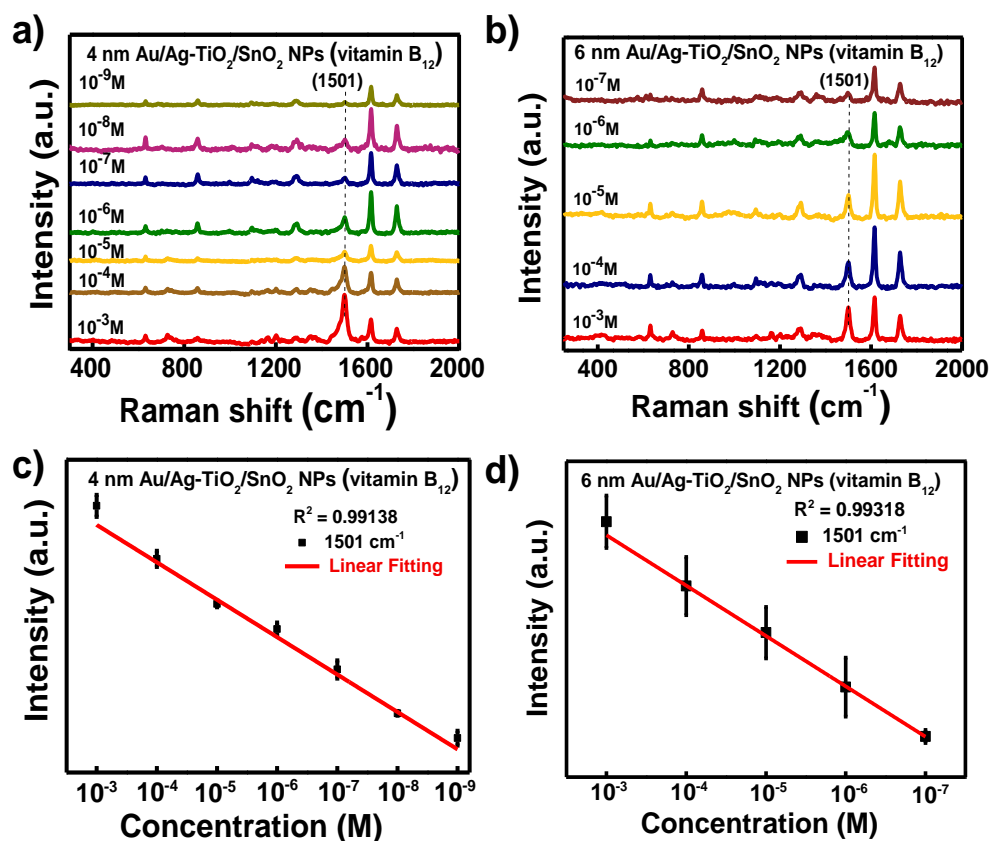 a)
4 nm Au/Ag-TiO₂/SnO₂ NPs (vitamin B₁₂)
(1501)
10⁻⁹M
10⁻⁸M
10⁻⁷M
10⁻⁶M
10⁻⁵M
10⁻⁴M
10⁻³M
Intensity (a.u.)
400 800 1200 1600 2000
Raman shift (cm⁻¹)
b)
6 nm Au/Ag-TiO₂/SnO₂ NPs (vitamin B₁₂)
(1501)
10⁻⁷M
10⁻⁶M
10⁻⁵M
10⁻⁴M
10⁻³M
Intensity (a.u.)
400 800 1200 1600 2000
Raman shift (cm⁻¹)
c)
4 nm Au/Ag-TiO₂/SnO₂ NPs (vitamin B₁₂)
R² = 0.99138
1501 cm⁻¹
Linear Fitting
Intensity (a.u.)
10⁻³ 10⁻⁴ 10⁻⁵ 10⁻⁶ 10⁻⁷ 10⁻⁸ 10⁻⁹
Concentration (M)
d)
6 nm Au/Ag-TiO₂/SnO₂ NPs (vitamin B₁₂)
R² = 0.99318
1501 cm⁻¹
Linear Fitting
Intensity (a.u.)
10⁻³ 10⁻⁴ 10⁻⁵ 10⁻⁶ 10⁻⁷
Concentration (M)